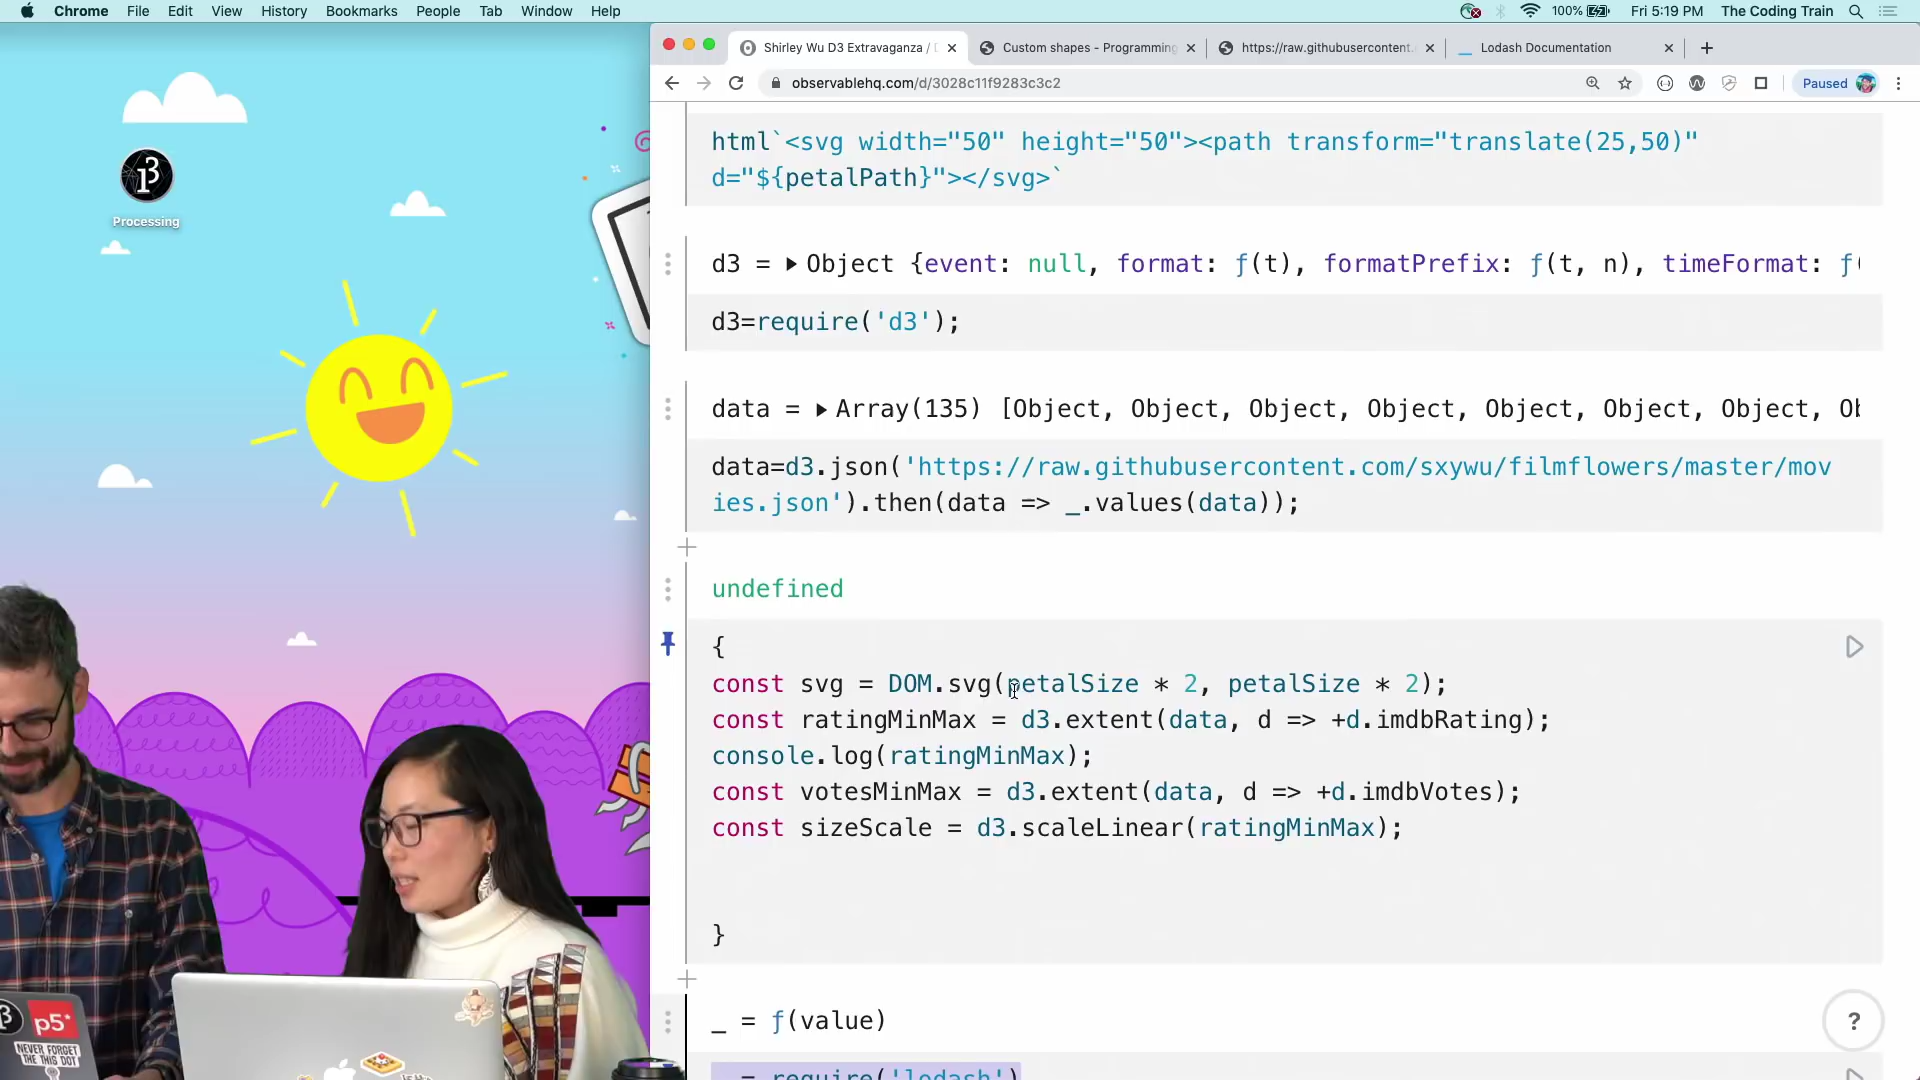 Chrome File Edit View History Bookmarks People Tab Window Help
100% Fri 5:19 PM The Coding Train
Shirley Wu D3 Extravaganza /
Custom shapes - Programming
https://raw.githubusercontent.
Lodash Documentation
observablehq.com/d/3028c11f9283c3c2
Paused
Processing
html`<svg width="50" height="50"><path transform="translate(25,50)"
d="${petalPath}"></svg>`
d3 = Object {event: null, format: ƒ(t), formatPrefix: ƒ(t, n), timeFormat: ƒ(
d3=require('d3');
data = Array(135) [Object, Object, Object, Object, Object, Object, Object, Ob
data=d3.json('https://raw.githubusercontent.com/sxywu/filmflowers/master/mov
ies.json').then(data => _.values(data));
undefined
{
const svg = DOM.svg(petalSize * 2, petalSize * 2);
const ratingMinMax = d3.extent(data, d => +d.imdbRating);
console.log(ratingMinMax);
const votesMinMax = d3.extent(data, d => +d.imdbVotes);
const sizeScale = d3.scaleLinear(ratingMinMax);
}
_ = ƒ(value)
_ = require('lodash')
?
p5*
NEVER FORGET
THE THIS DOT